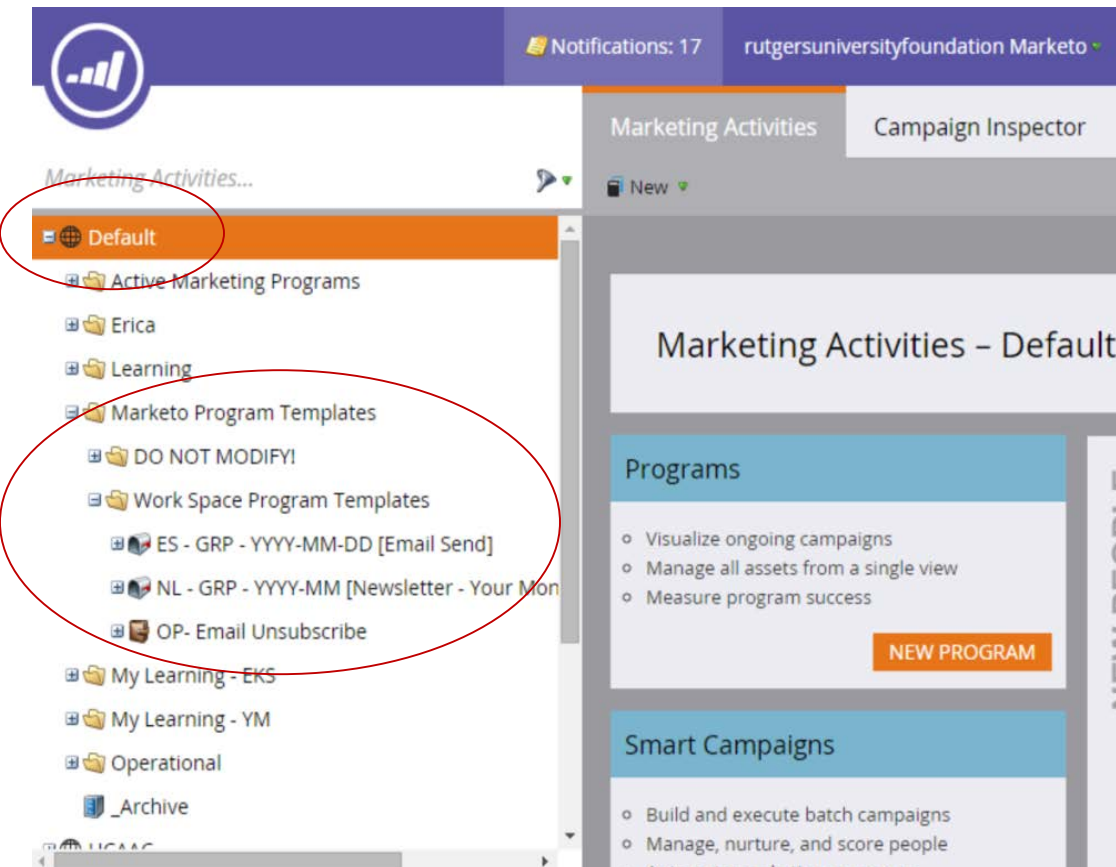 Notifications: 17
rutgersuniversityfoundation Marketo
Marketing Activities
Campaign Inspector
Marketing Activities...
New
Default
Active Marketing Programs
Erica
Learning
Marketo Program Templates
DO NOT MODIFY!
Work Space Program Templates
ES - GRP - YYYY-MM-DD [Email Send]
NL - GRP - YYYY-MM [Newsletter - Your Mon
OP- Email Unsubscribe
My Learning - EKS
My Learning - YM
Operational
_Archive
Marketing Activities – Default
Programs
Visualize ongoing campaigns
Manage all assets from a single view
Measure program success
NEW PROGRAM
Smart Campaigns
Build and execute batch campaigns
Manage, nurture, and score people